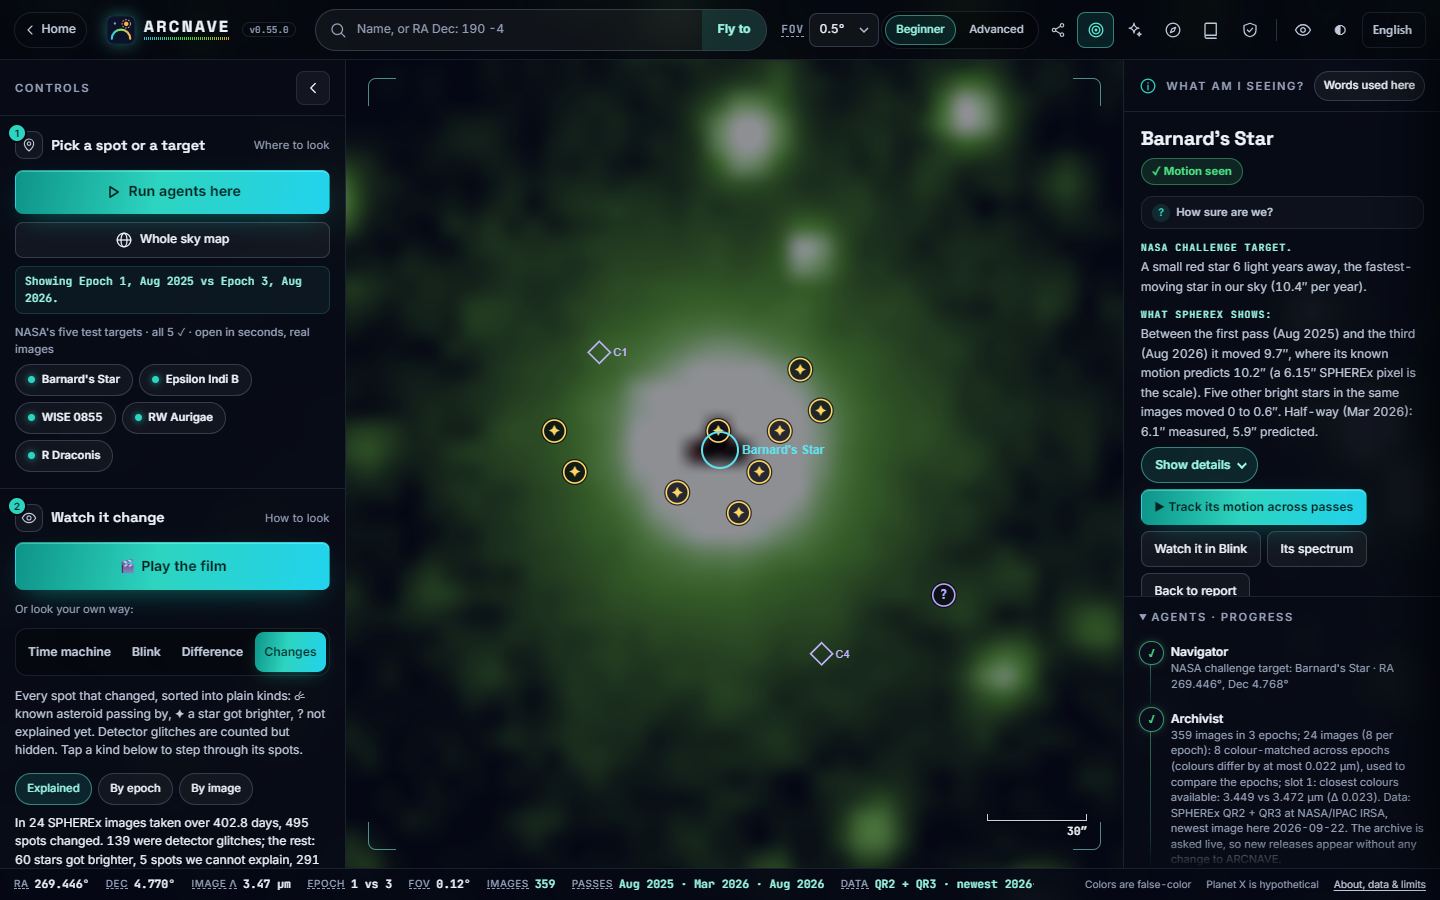 Home
ARCNAVE
v0.55.0
Name, or RA Dec: 190 -4
Fly to
FOV
0.5°
Beginner
Advanced
English
CONTROLS
1
Pick a spot or a target
Where to look
Run agents here
Whole sky map
Showing Epoch 1, Aug 2025 vs Epoch 3, Aug
2026.
NASA's five test targets · all 5 ✓ · open in seconds, real
images
Barnard's Star
Epsilon Indi B
WISE 0855
RW Aurigae
R Draconis
2
Watch it change
How to look
Play the film
Or look your own way:
Time machine
Blink
Difference
Changes
Every spot that changed, sorted into plain kinds: ☄
known asteroid passing by, ✦ a star got brighter, ? not
explained yet. Detector glitches are counted but
hidden. Tap a kind below to step through its spots.
Explained
By epoch
By image
In 24 SPHEREx images taken over 402.8 days, 495
spots changed. 139 were detector glitches; the rest:
60 stars got brighter, 5 spots we cannot explain, 291
C1
Barnard's Star
?
C4
30″
WHAT AM I SEEING?
Words used here
Barnard's Star
✓ Motion seen
? How sure are we?
NASA CHALLENGE TARGET.
A small red star 6 light years away, the fastest-
moving star in our sky (10.4″ per year).
WHAT SPHEREX SHOWS:
Between the first pass (Aug 2025) and the third
(Aug 2026) it moved 9.7″, where its known
motion predicts 10.2″ (a 6.15″ SPHEREx pixel is
the scale). Five other bright stars in the same
images moved 0 to 0.6″. Half-way (Mar 2026):
6.1″ measured, 5.9″ predicted.
Show details
▶ Track its motion across passes
Watch it in Blink
Its spectrum
Back to report
▼ AGENTS · PROGRESS
✓ Navigator
NASA challenge target: Barnard's Star · RA
269.446°, Dec 4.768°
✓ Archivist
359 images in 3 epochs; 24 images (8 per
epoch): 8 colour-matched across epochs
(colours differ by at most 0.022 μm), used to
compare the epochs; slot 1: closest colours
available: 3.449 vs 3.472 μm (Δ 0.023). Data:
SPHEREx QR2 + QR3 at NASA/IPAC IRSA,
newest image here 2026-09-22. The archive is
asked live, so new releases appear without any
change to ARCNAVE.
RA 269.446°
DEC 4.770°
IMAGE Λ 3.47 μm
EPOCH 1 vs 3
FOV 0.12°
IMAGES 359
PASSES Aug 2025 · Mar 2026 · Aug 2026
DATA QR2 + QR3 · newest 2026
Colors are false-color
Planet X is hypothetical
About, data & limits